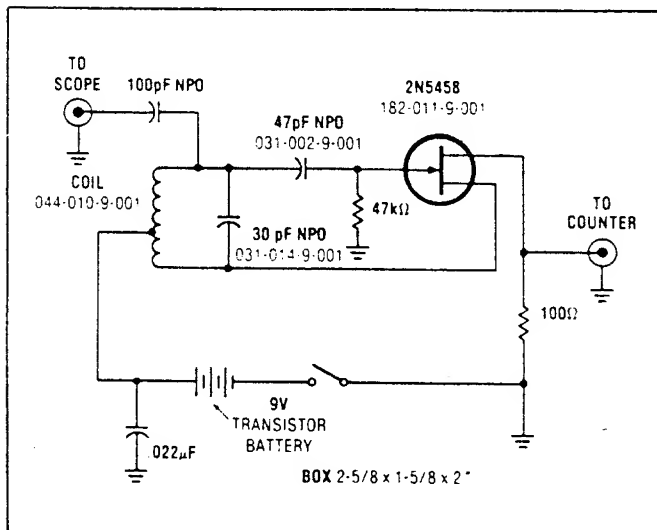 TO
SCOPE
100pF NPO
2N5458
182-011-9-001
47pF NPO
031-002-9-001
COIL
044-010-9-001
47kΩ
TO
COUNTER
30 pF NPO
031-014-9-001
100Ω
9V
TRANSISTOR
BATTERY
.022µF
BOX 2-5/8 x 1-5/8 x 2"